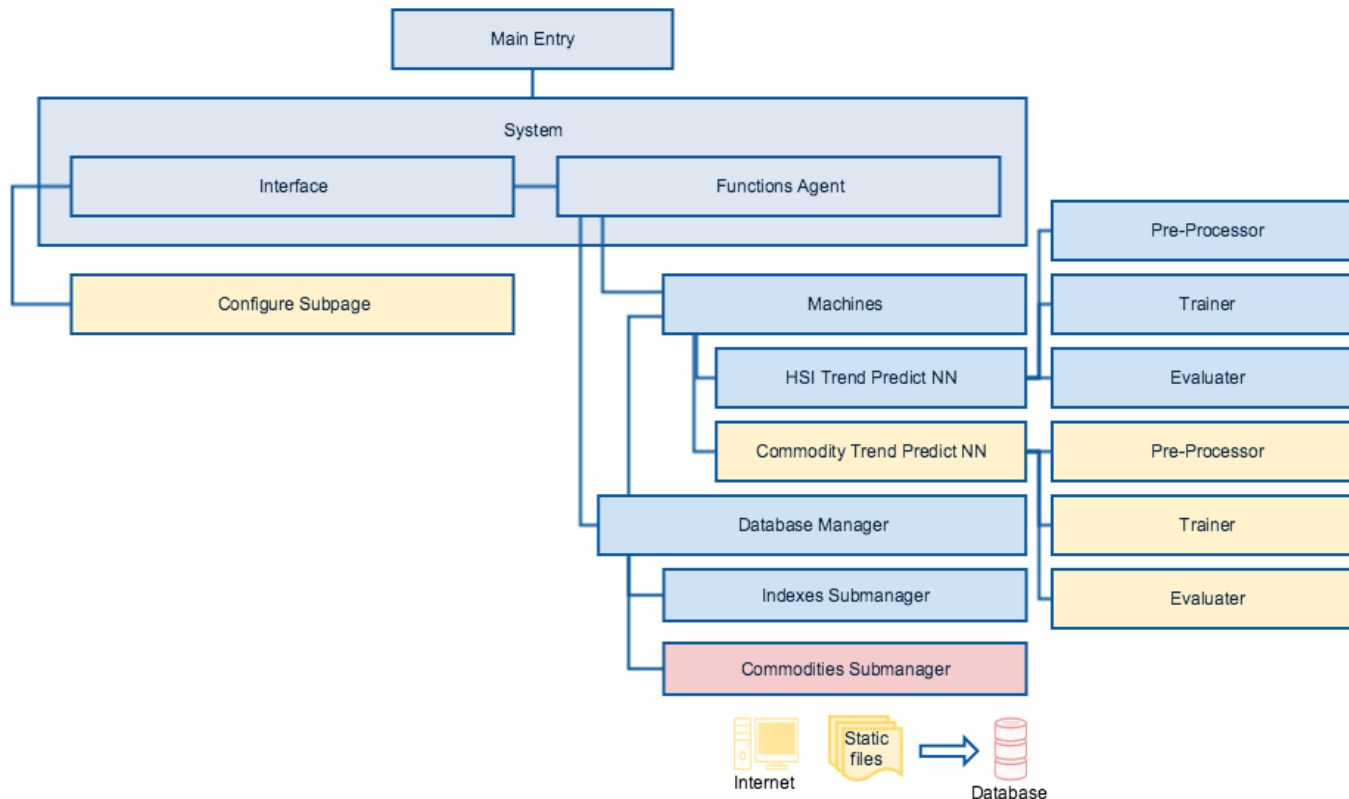 Main Entry
System
Interface
Functions Agent
Pre-Processor
Configure Subpage
Machines
Trainer
HSI Trend Predict NN
Evaluater
Commodity Trend Predict NN
Pre-Processor
Database Manager
Trainer
Indexes Submanager
Evaluater
Commodities Submanager
Static
files
Internet
Database